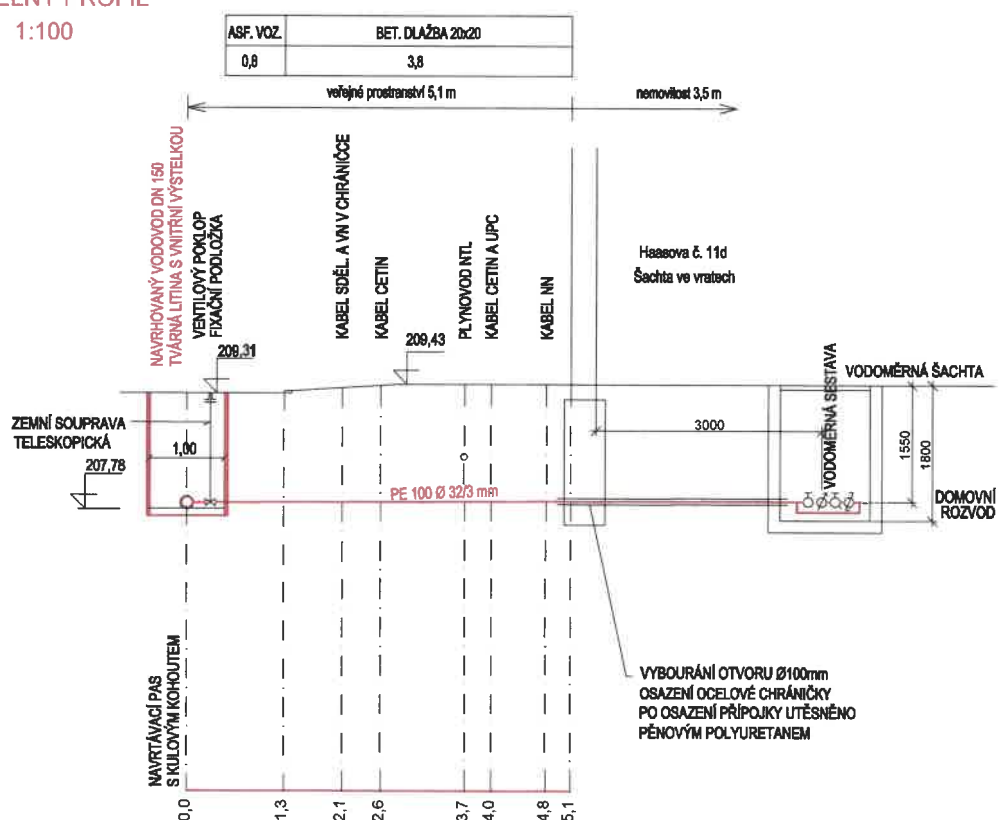 1:100
ASF. VOZ. BET. DLAŽBA 20x20
0,8 3,8
veřejné prostranství 5,1 m
nemovitost 3,5 m
NAVRHOVANÝ VODOVOD DN 150
TVÁRNÁ LITINA S VNITŘNÍ VÝSTELKOU
VENTILOVÝ POKLOP
FIXAČNÍ PODLOŽKA
KABEL SDĚL. A VN V CHRÁNIČCE
KABEL CETIN
PLYNOVOD NTL
KABEL CETIN A UPC
KABEL NN
Haasova č. 11d
Šachta ve vratech
209,31
209,43
VODOMĚRNÁ ŠACHTA
VODOMĚRNÁ SESTAVA
ZEMNÍ SOUPRAVA
TELESKOPICKÁ
1,00
3000
1550
1800
207,78
PE 100 Ø 32/3 mm
DOMOVNÍ
ROZVOD
VYBOURÁNÍ OTVORU Ø100mm
OSAZENÍ OCELOVÉ CHRÁNIČKY
PO OSAZENÍ PŘÍPOJKY UTĚSNĚNO
PĚNOVÝM POLYURETANEM
NAVRTÁVACÍ PAS
S KULOVÝM KOHOUTEM
0,0
1,3
2,1
2,6
3,7
4,0
4,8
5,1